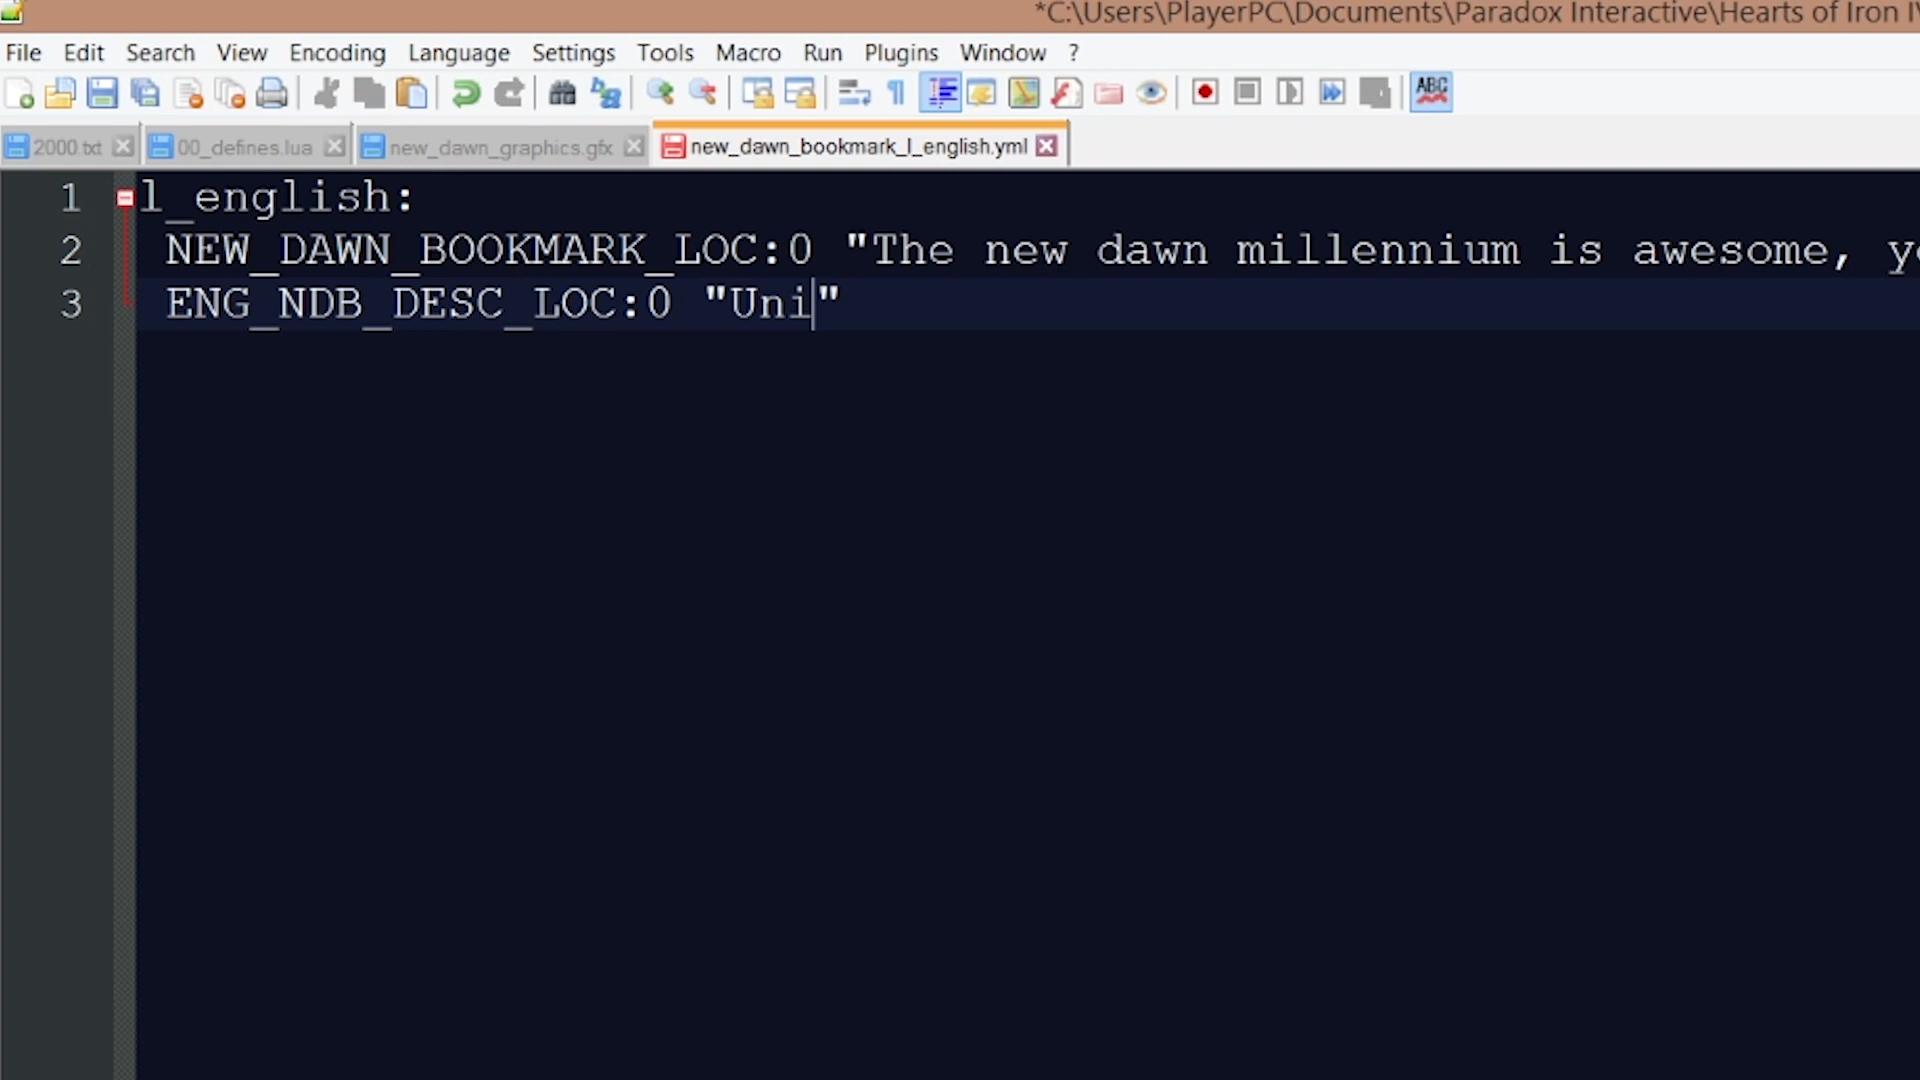 *C:\Users\PlayerPC\Documents\Paradox Interactive\Hearts of Iron
File Edit Search View Encoding Language Settings Tools Macro Run Plugins Window ?
ABC
2000.txt 00_defines.lua new_dawn_graphics.gfx new_dawn_bookmark_l_english.yml
1 l_english:
2 NEW_DAWN_BOOKMARK_LOC:0 "The new dawn millennium is awesome,
3 ENG_NDB_DESC_LOC:0 "Uni"